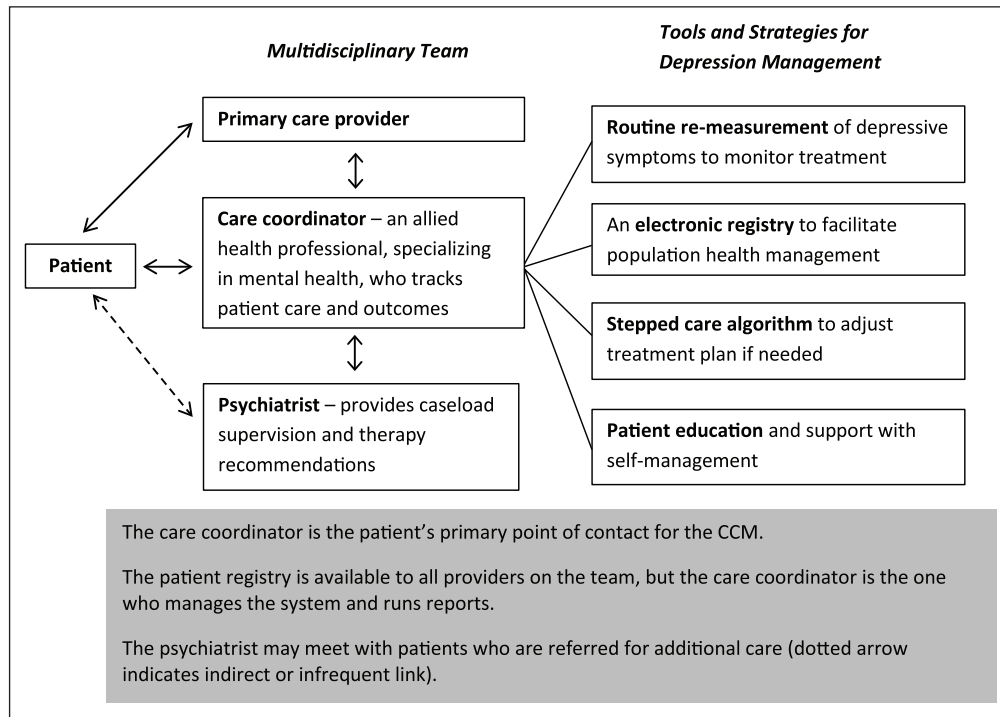 Multidisciplinary Team
Tools and Strategies for
Depression Management
Primary care provider
Care coordinator – an allied
health professional, specializing
in mental health, who tracks
patient care and outcomes
Patient
Psychiatrist – provides caseload
supervision and therapy
recommendations
Routine re-measurement of depressive
symptoms to monitor treatment
An electronic registry to facilitate
population health management
Stepped care algorithm to adjust
treatment plan if needed
Patient education and support with
self-management
The care coordinator is the patient’s primary point of contact for the CCM.
The patient registry is available to all providers on the team, but the care coordinator is the one
who manages the system and runs reports.
The psychiatrist may meet with patients who are referred for additional care (dotted arrow
indicates indirect or infrequent link).